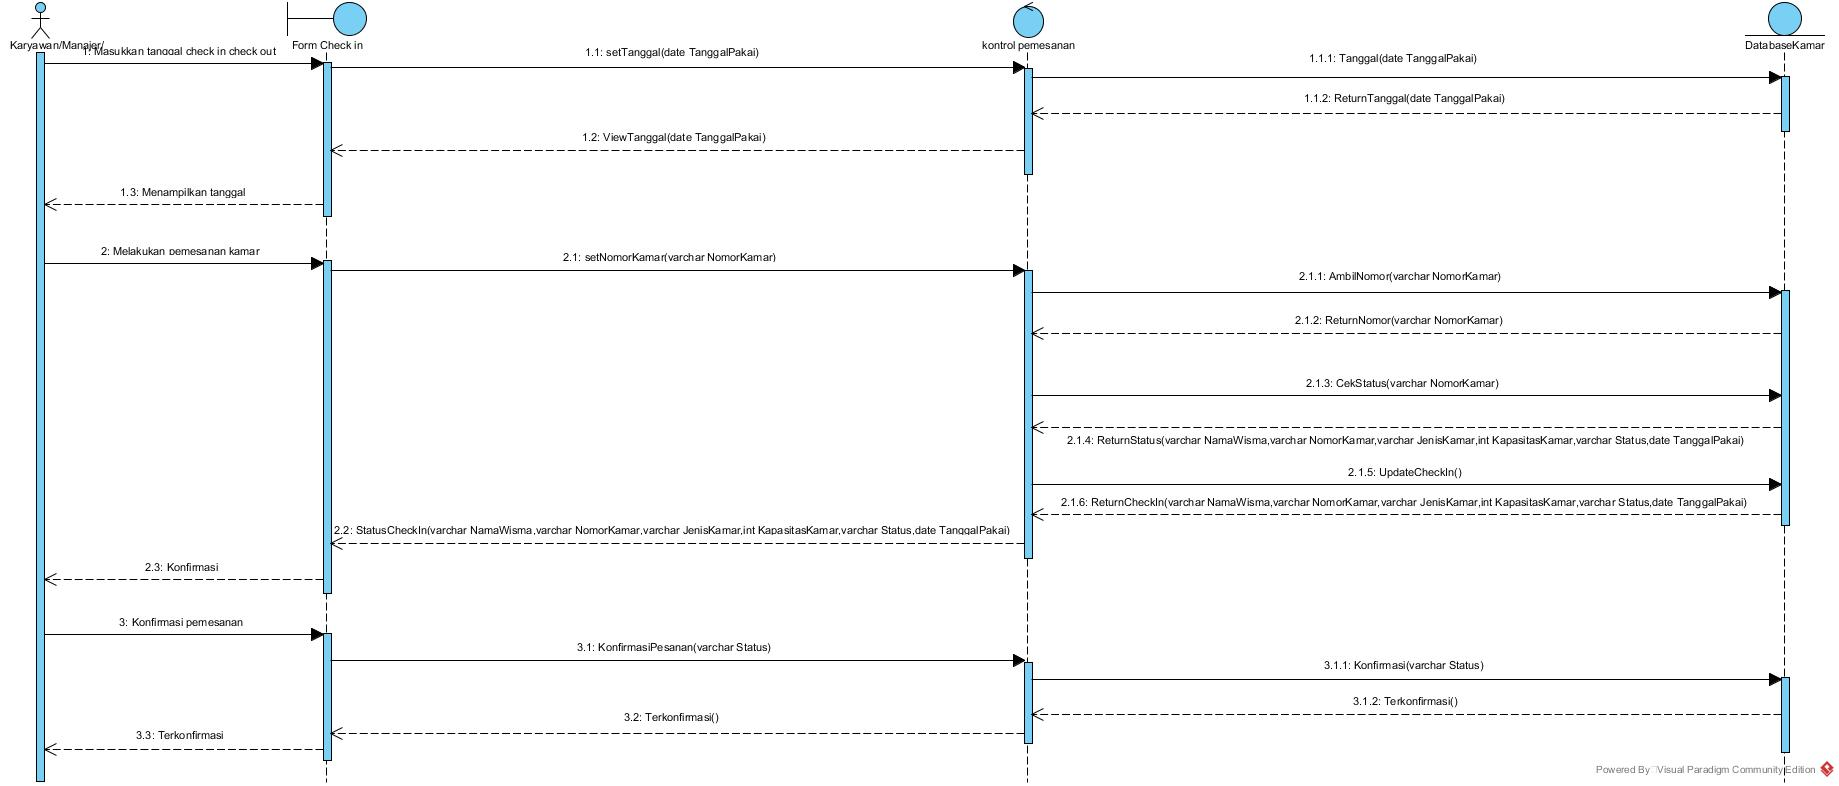 Karyawan/Manajer/
Form Check in
kontrol pemesanan
DatabaseKamar
1: Masukkan tanggal check in check out
1.1: setTanggal(date TanggalPakai)
1.1.1: Tanggal(date TanggalPakai)
1.1.2: ReturnTanggal(date TanggalPakai)
1.2: ViewTanggal(date TanggalPakai)
1.3: Menampilkan tanggal
2: Melakukan pemesanan kamar
2.1: setNomorKamar(varchar NomorKamar)
2.1.1: AmbilNomor(varchar NomorKamar)
2.1.2: ReturnNomor(varchar NomorKamar)
2.1.3: CekStatus(varchar NomorKamar)
2.1.4: ReturnStatus(varchar NamaWisma,varchar NomorKamar,varchar JenisKamar,int KapasitasKamar,varchar Status,date TanggalPakai)
2.1.5: UpdateCheckIn()
2.1.6: ReturnCheckIn(varchar NamaWisma,varchar NomorKamar,varchar JenisKamar,int KapasitasKamar,varchar Status,date TanggalPakai)
2.2: StatusCheckIn(varchar NamaWisma,varchar NomorKamar,varchar JenisKamar,int KapasitasKamar,varchar Status,date TanggalPakai)
2.3: Konfirmasi
3: Konfirmasi pemesanan
3.1: KonfirmasiPesanan(varchar Status)
3.1.1: Konfirmasi(varchar Status)
3.1.2: Terkonfirmasi()
3.2: Terkonfirmasi()
3.3: Terkonfirmasi
Powered By Visual Paradigm Community Edition